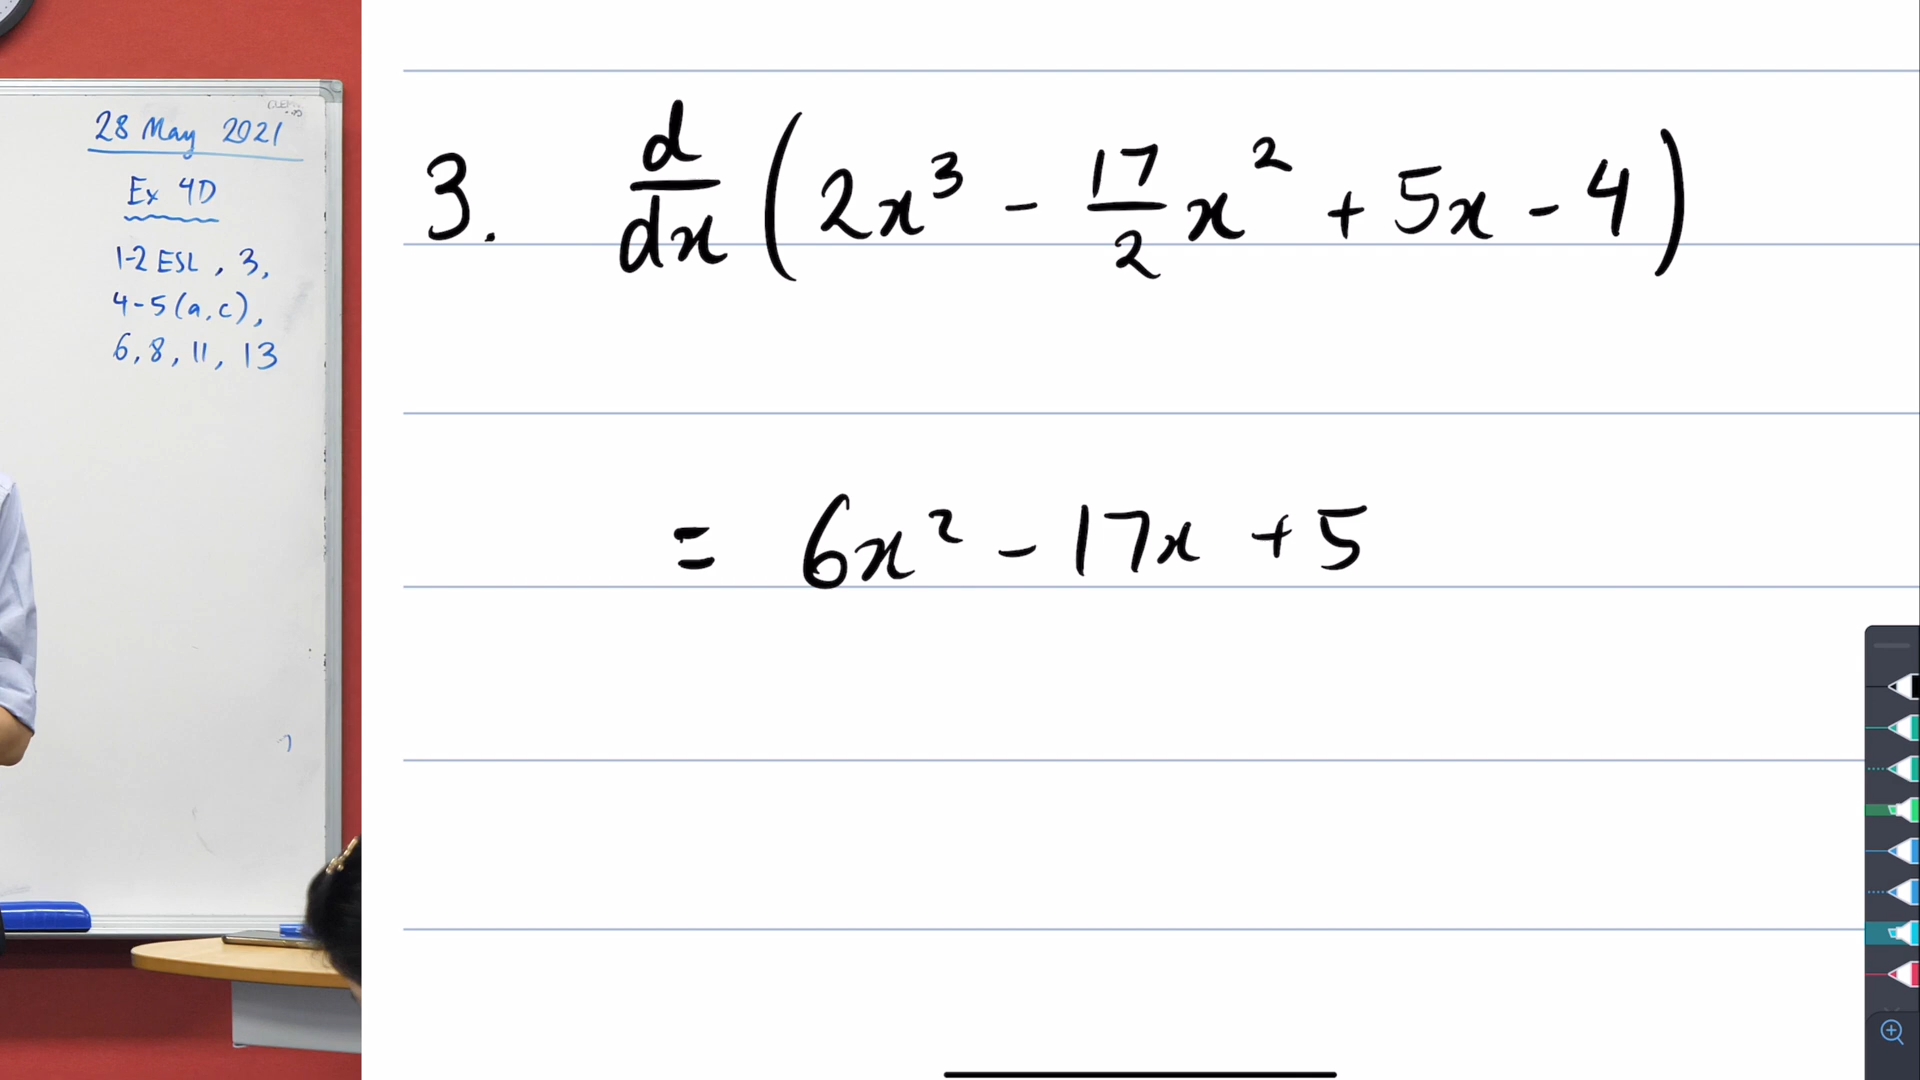 28 May 2021
Ex 4D
1-2 ESL, 3,
4-5(a,c),
6, 8, 11, 13
3. d/dx (2x³ - 17/2 x² + 5x - 4)
= 6x² - 17x + 5